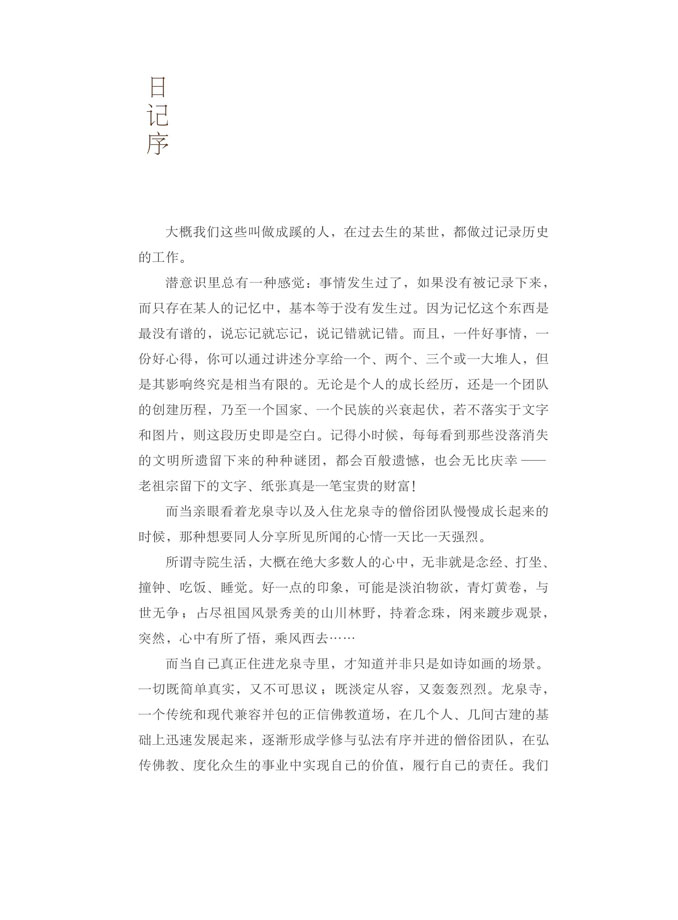 日记序
大概我们这些叫做成蹊的人，在过去生的某世，都做过记录历史
的工作。
潜意识里总有一种感觉：事情发生过了，如果没有被记录下来，
而只存在某人的记忆中，基本等于没有发生过。因为记忆这个东西是
最没有谱的，说忘记就忘记，说记错就记错。而且，一件好事情，一
份好心得，你可以通过讲述分享给一个、两个、三个或一大堆人，但
是其影响终究是相当有限的。无论是个人的成长经历，还是一个团队
的创建历程，乃至一个国家、一个民族的兴衰起伏，若不落实于文字
和图片，则这段历史即是空白。记得小时候，每每看到那些没落消失
的文明所遗留下来的种种谜团，都会百般遗憾，也会无比庆幸——
老祖宗留下的文字、纸张真是一笔宝贵的财富！
而当亲眼看着龙泉寺以及入住龙泉寺的僧俗团队慢慢成长起来的
时候，那种想要同人分享所见所闻的心情一天比一天强烈。
所谓寺院生活，大概在绝大多数人的心中，无非就是念经、打坐、
撞钟、吃饭、睡觉。好一点的印象，可能是淡泊物欲，青灯黄卷，与
世无争；占尽祖国风景秀美的山川林野，持着念珠，闲来踱步观景，
突然，心中有所了悟，乘风西去……
而当自己真正住进龙泉寺里，才知道并非只是如诗如画的场景。
一切既简单真实，又不可思议；既淡定从容，又轰轰烈烈。龙泉寺，
一个传统和现代兼容并包的正信佛教道场，在几个人、几间古建的基
础上迅速发展起来，逐渐形成学修与弘法有序并进的僧俗团队，在弘
传佛教、度化众生的事业中实现自己的价值，履行自己的责任。我们